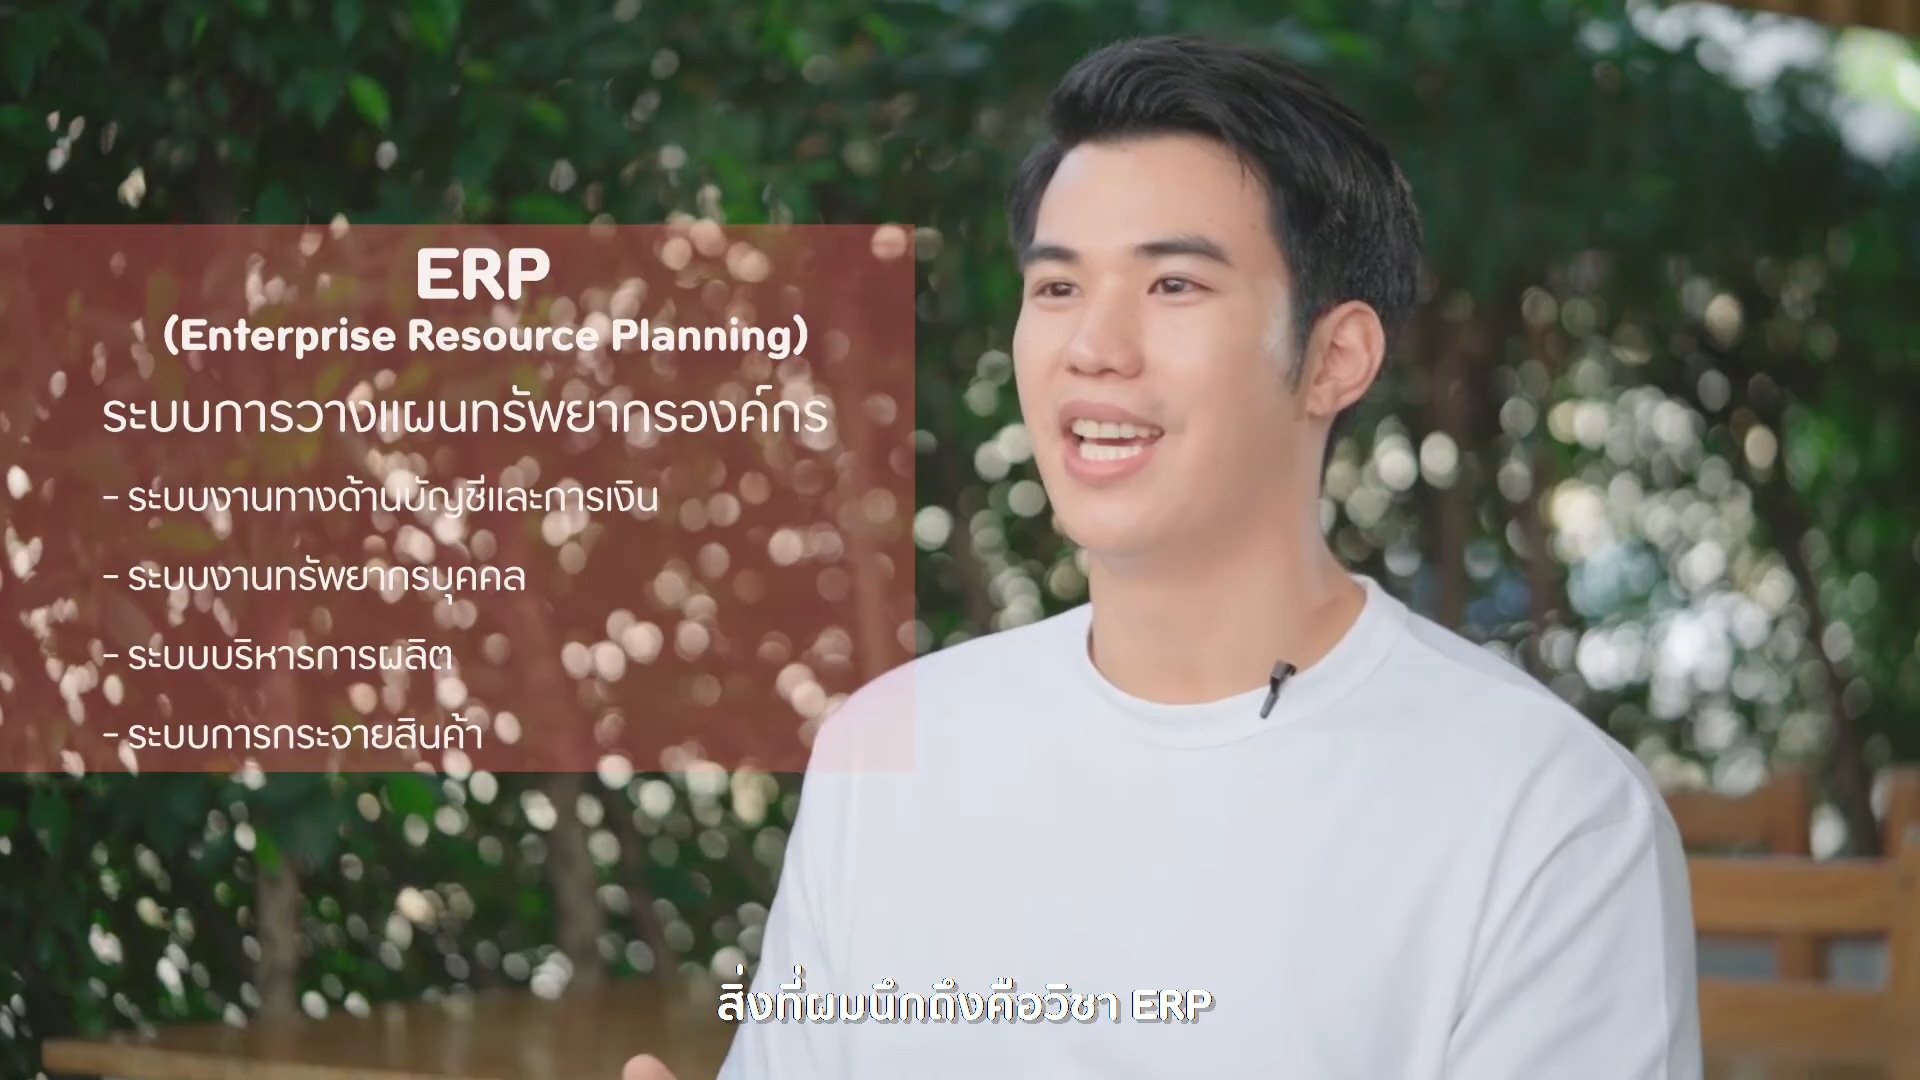 ERP
(Enterprise Resource Planning)
ระบบการวางแผนทรัพยากรองค์กร
- ระบบงานทางด้านบัญชีและการเงิน
- ระบบงานทรัพยากรบุคคล
- ระบบบริหารการผลิต
- ระบบการกระจายสินค้า
สิ่งที่ผมนึกถึงคือวิชา ERP